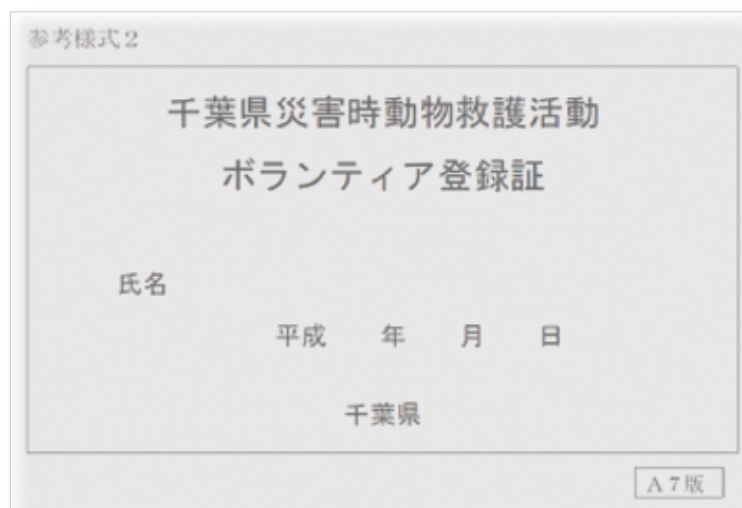 参考様式2
千葉県災害時動物救護活動
ボランティア登録証
氏名
平成　　年　　月　　日
千葉県
A7版